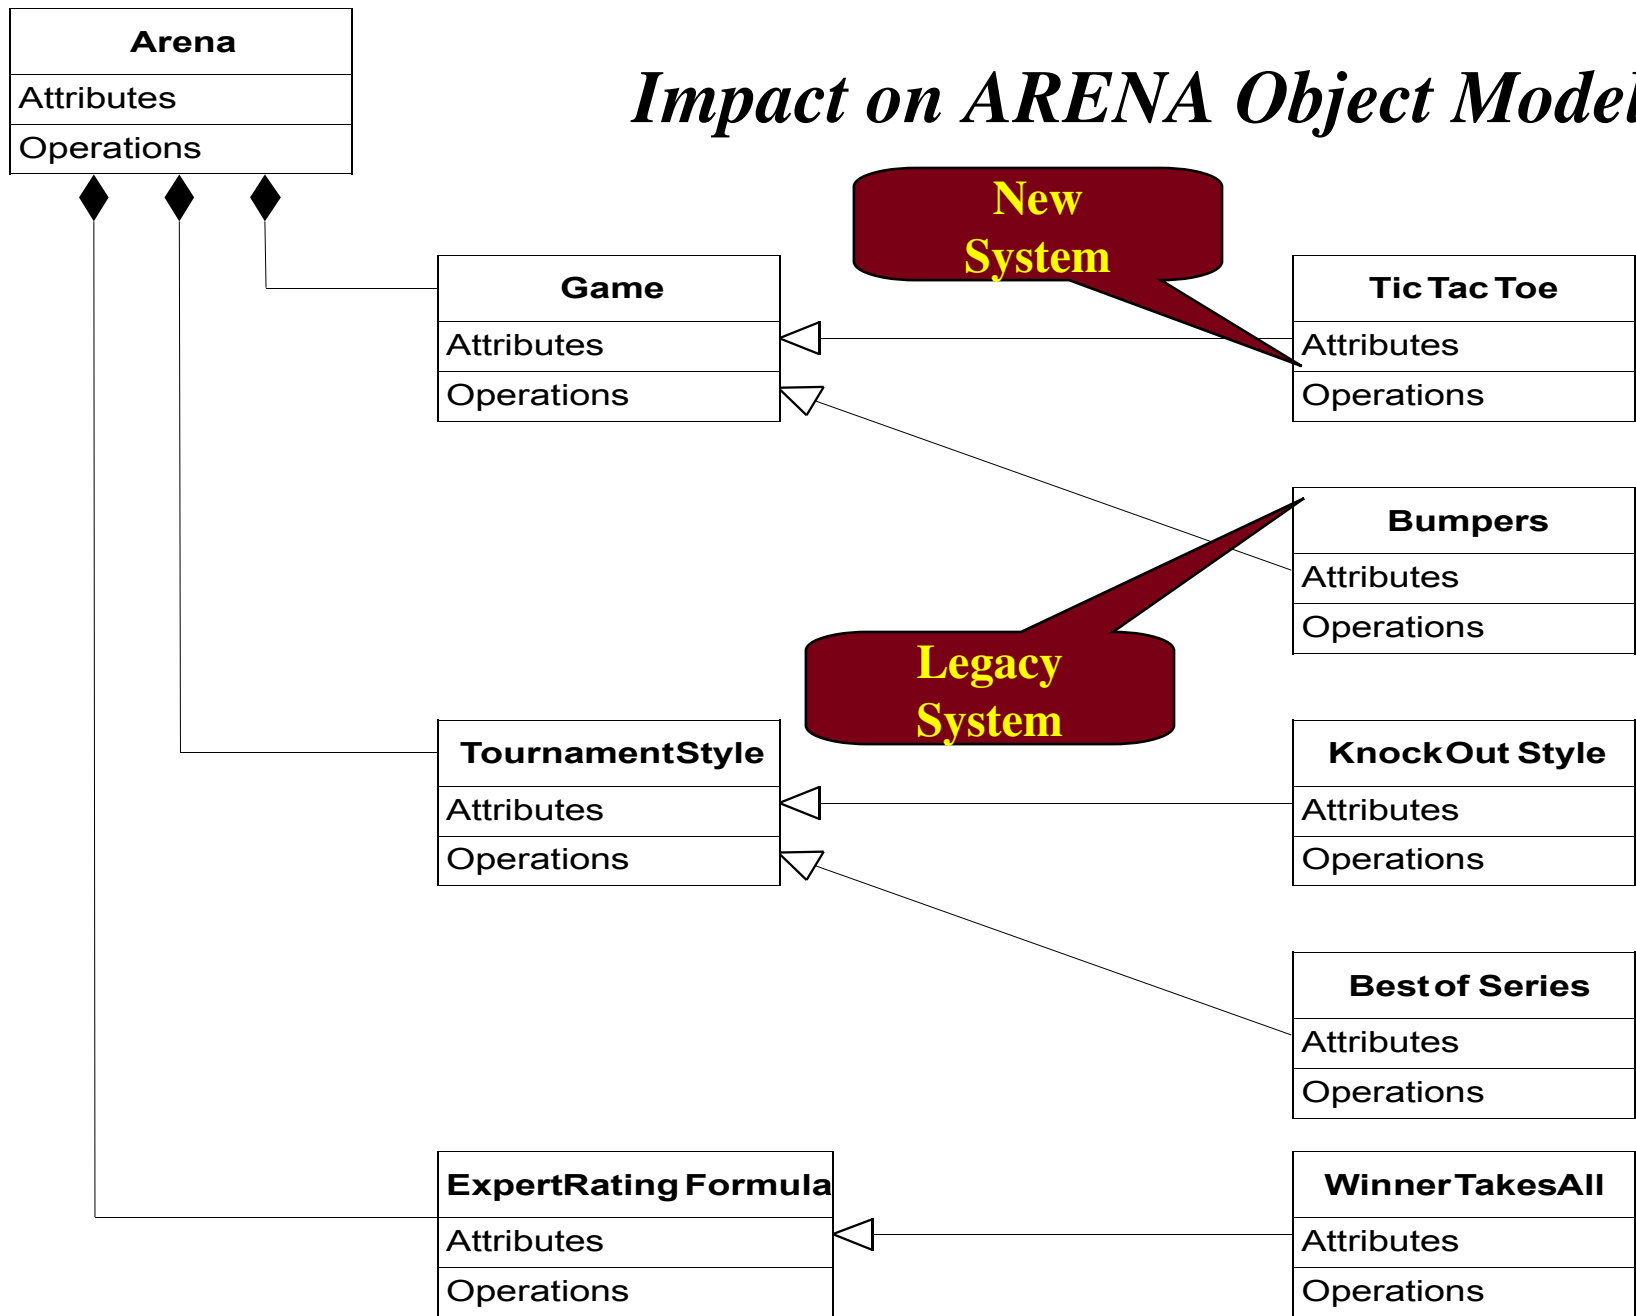 Arena
Attributes
Operations
Impact on ARENA Object Model
New
System
Game
Attributes
Operations
Tic Tac Toe
Attributes
Operations
Bumpers
Attributes
Operations
Legacy
System
TournamentStyle
Attributes
Operations
KnockOut Style
Attributes
Operations
Best of Series
Attributes
Operations
ExpertRating Formula
Attributes
Operations
WinnerTakesAll
Attributes
Operations